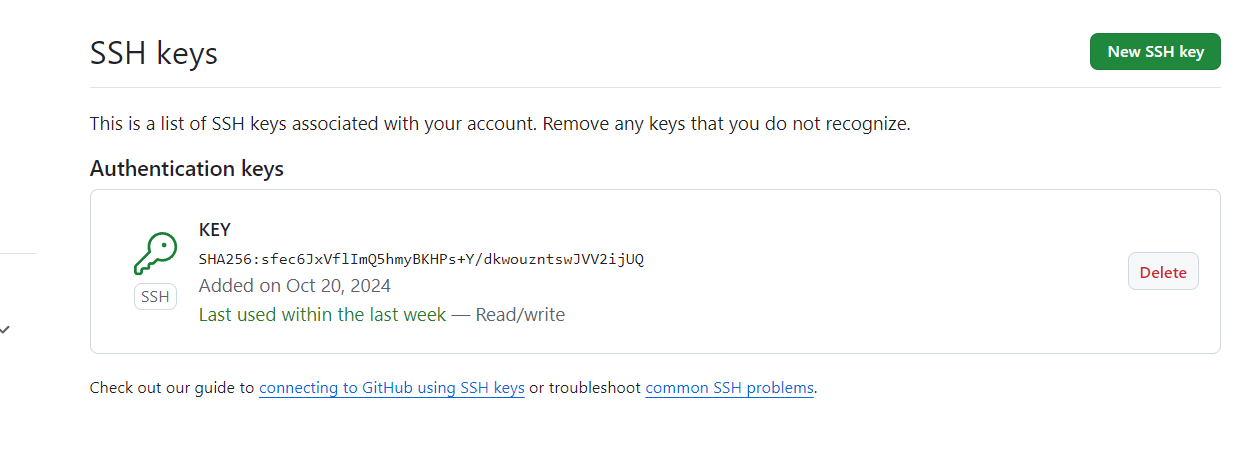 SSH keys
New SSH key
This is a list of SSH keys associated with your account. Remove any keys that you do not recognize.
Authentication keys
KEY
SHA256:sfec6JxVflImQ5hmyBKHPs+Y/dkwouzntswJVV2ijUQ
Added on Oct 20, 2024
Last used within the last week — Read/write
SSH
Delete
Check out our guide to connecting to GitHub using SSH keys or troubleshoot common SSH problems.